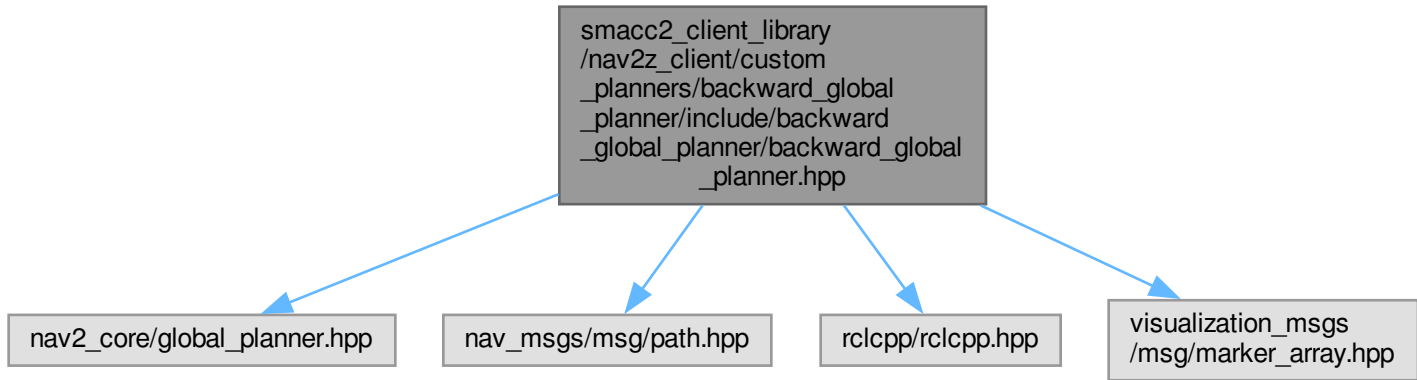 smacc2_client_library
/nav2z_client/custom
_planners/backward_global
_planner/include/backward
_global_planner/backward_global
_planner.hpp
nav2_core/global_planner.hpp
nav_msgs/msg/path.hpp
rclcpp/rclcpp.hpp
visualization_msgs
/msg/marker_array.hpp